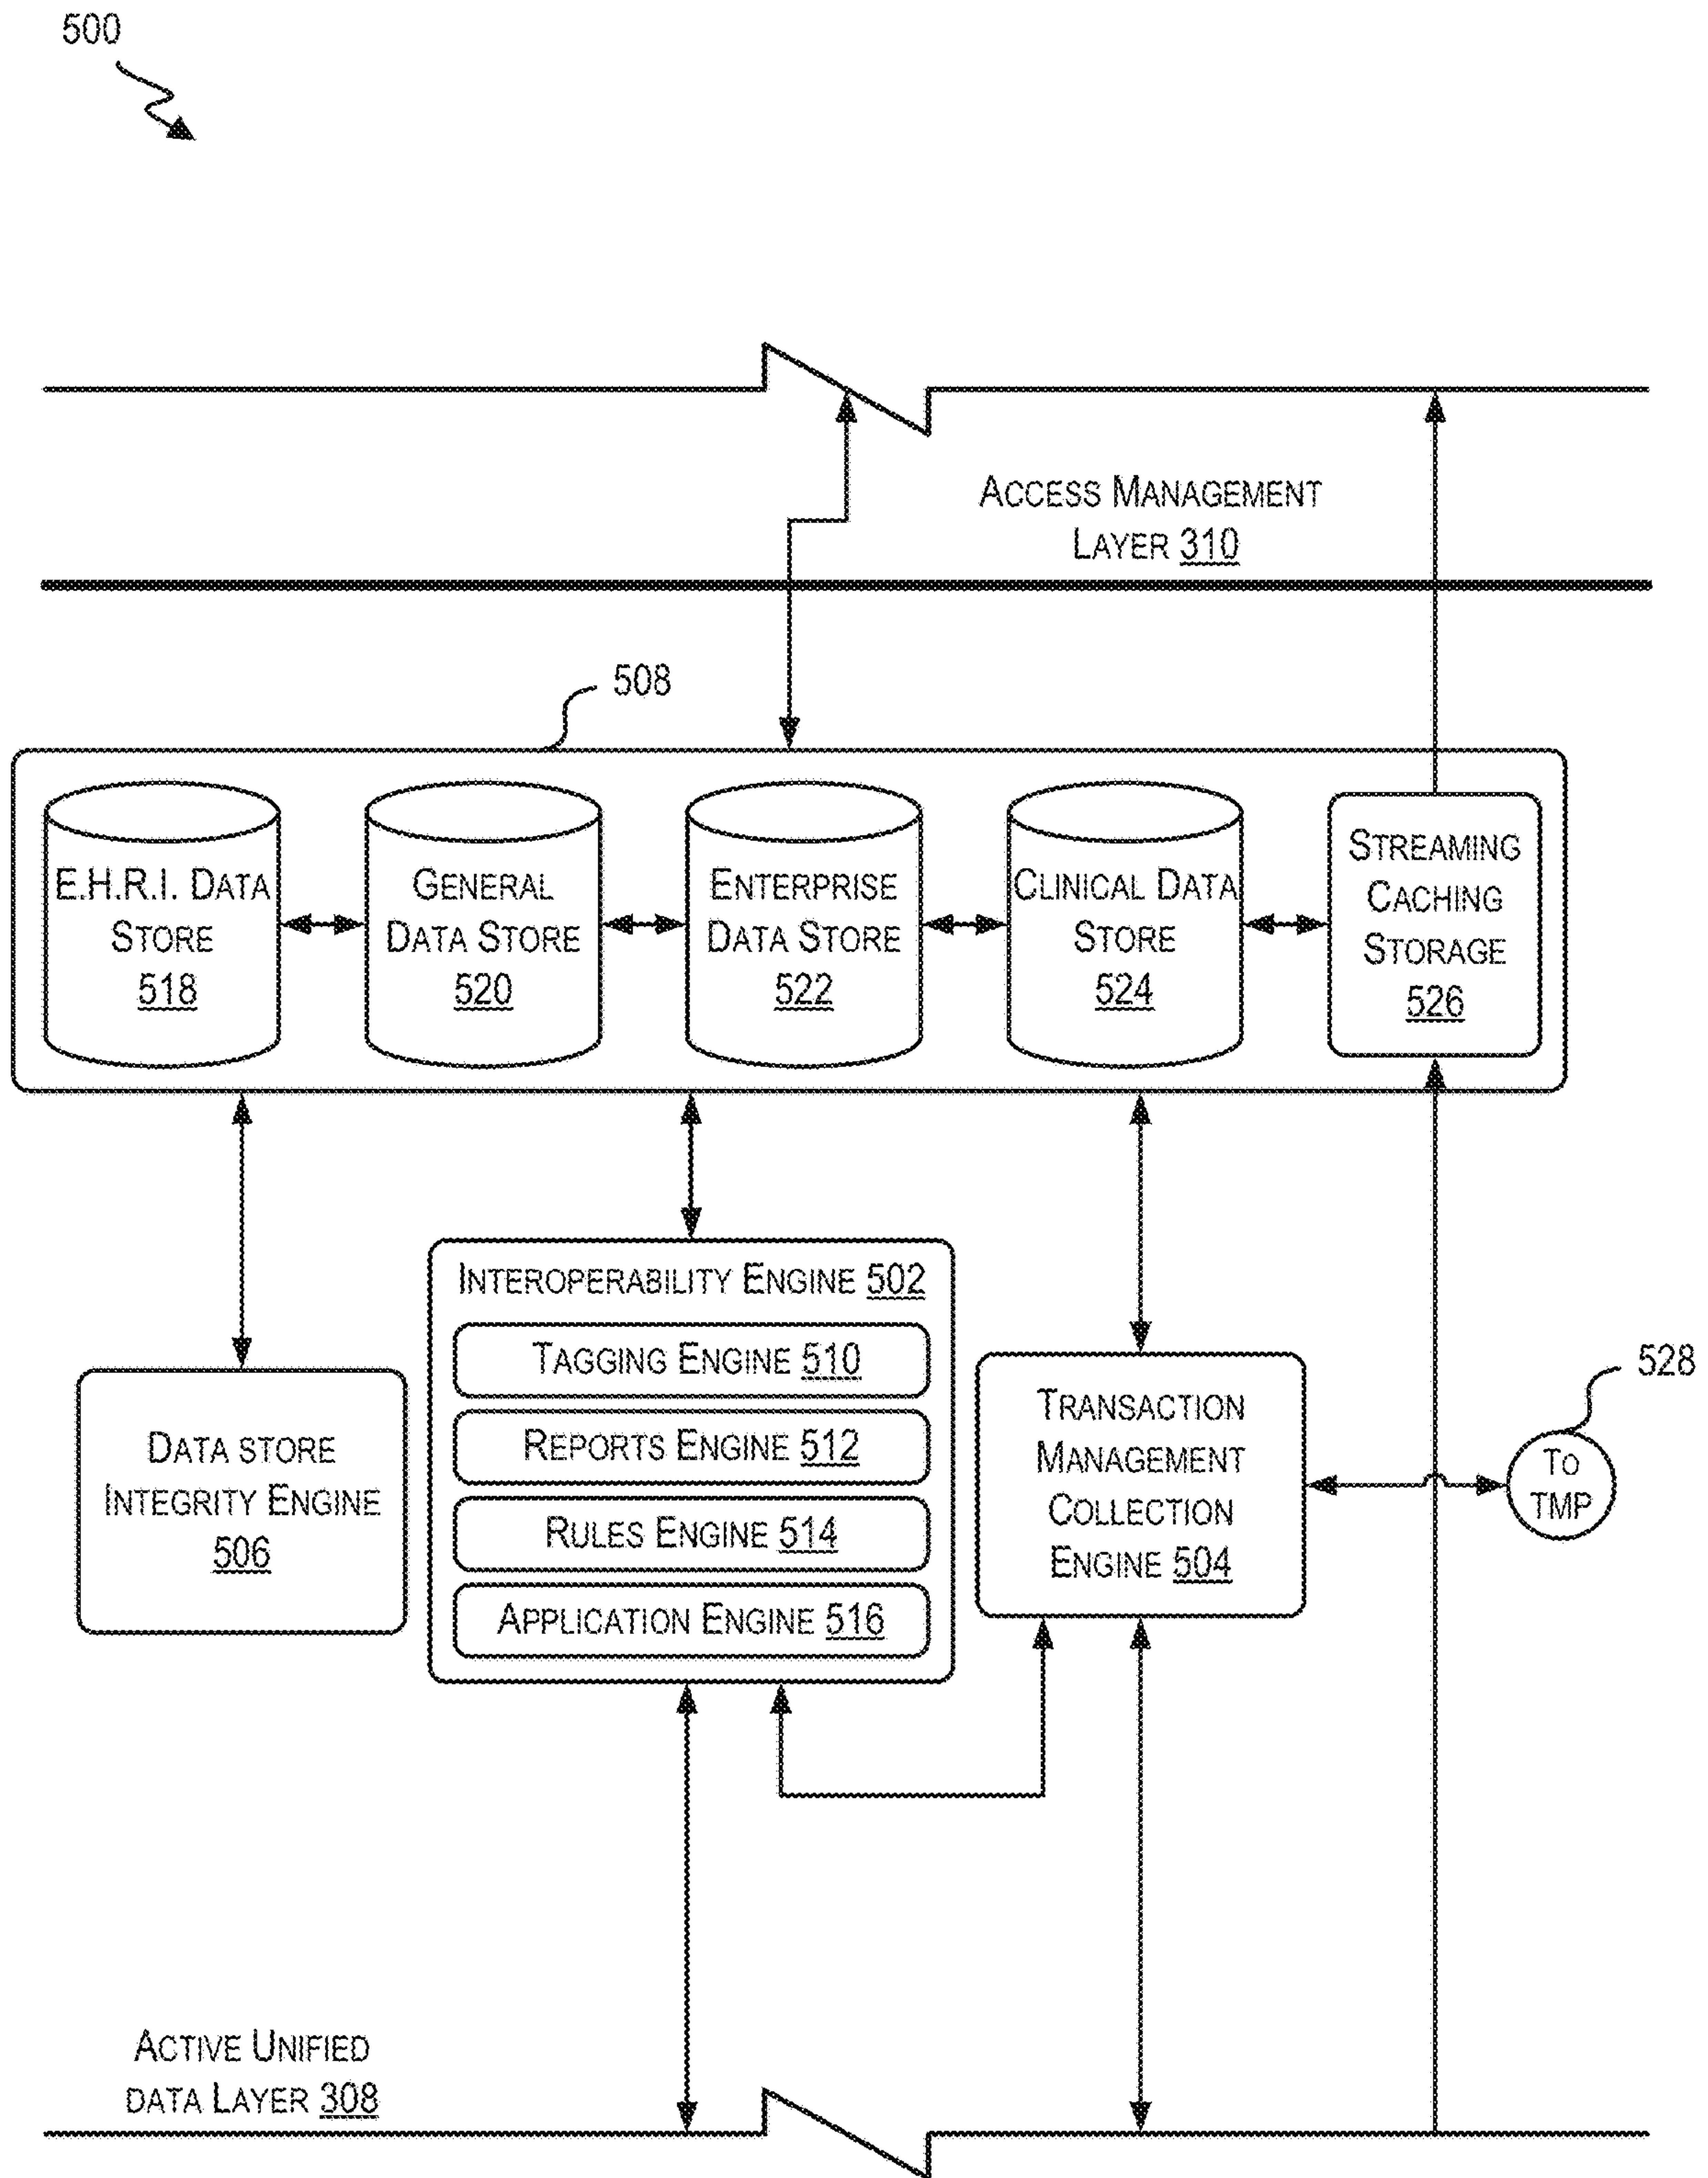 500
ACCESS MANAGEMENT
LAYER 310
508
E.H.R.I. DATA
STORE
518
GENERAL
DATA STORE
520
ENTERPRISE
DATA STORE
522
CLINICAL DATA
STORE
524
STREAMING
CACHING
STORAGE
526
INTEROPERABILITY ENGINE 502
TAGGING ENGINE 510
REPORTS ENGINE 512
RULES ENGINE 514
APPLICATION ENGINE 516
DATA STORE
INTEGRITY ENGINE
506
TRANSACTION
MANAGEMENT
COLLECTION
ENGINE 504
528
TO
TMP
ACTIVE UNIFIED
DATA LAYER 308